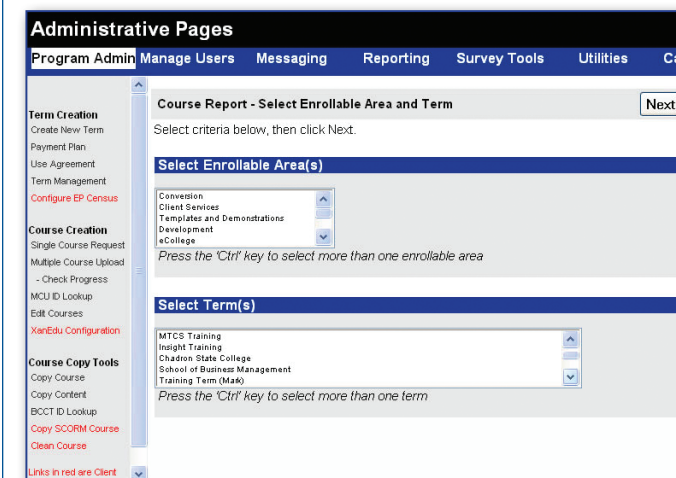 Administrative Pages
Program Admin Manage Users Messaging Reporting Survey Tools Utilities Ca
Term Creation
Create New Term
Payment Plan
Use Agreement
Term Management
Configure EP Census
Course Creation
Single Course Request
Multiple Course Upload
- Check Progress
MCU ID Lookup
Edit Courses
XanEdu Configuration
Course Copy Tools
Copy Course
Copy Content
BCCT ID Lookup
Copy SCORM Course
Clean Course
Links in red are Client
Course Report - Select Enrollable Area and Term
Next
Select criteria below, then click Next.
Select Enrollable Area(s)
Conversion
Client Services
Templates and Demonstrations
Development
eCollege
Press the 'Ctrl' key to select more than one enrollable area
Select Term(s)
MTCS Training
Insight Training
Chadron State College
School of Business Management
Training Term (Mark)
Press the 'Ctrl' key to select more than one term